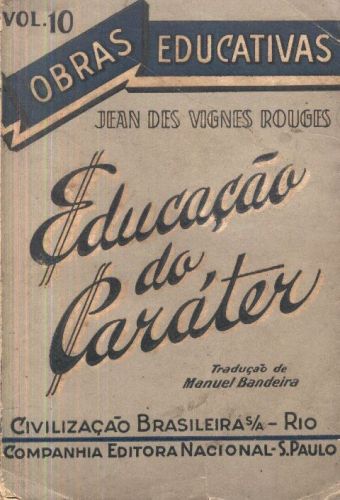 VOL.10
OBRAS EDUCATIVAS
JEAN DES VIGNES ROUGES
Educação
do
Caráter
Tradução de
Manuel Bandeira
CIVILIZAÇÃO BRASILEIRA S/A - RIO
COMPANHIA EDITORA NACIONAL-S.PAULO